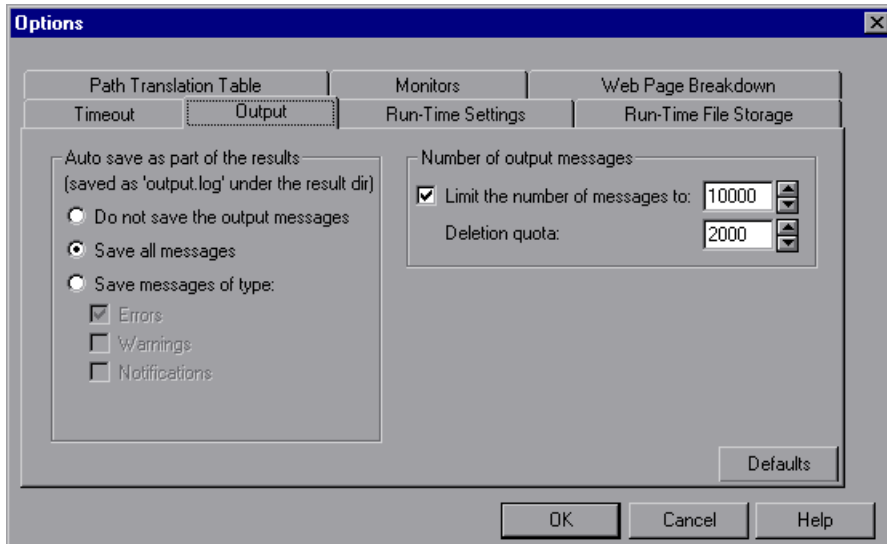 Options
Path Translation Table
Monitors
Web Page Breakdown
Timeout
Output
Run-Time Settings
Run-Time File Storage
Auto save as part of the results
(saved as 'output.log' under the result dir)
Do not save the output messages
Save all messages
Save messages of type:
Errors
Warnings
Notifications
Number of output messages
Limit the number of messages to: 10000
Deletion quota: 2000
Defaults
OK
Cancel
Help